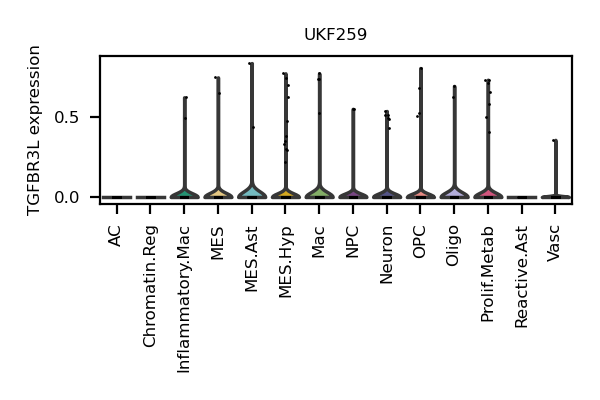 UKF259
TGFBR3L expression
0.5
0.0
AC
Chromatin.Reg
Inflammatory.Mac
MES
MES.Ast
MES.Hyp
Mac
NPC
Neuron
OPC
Oligo
Prolif.Metab
Reactive.Ast
Vasc